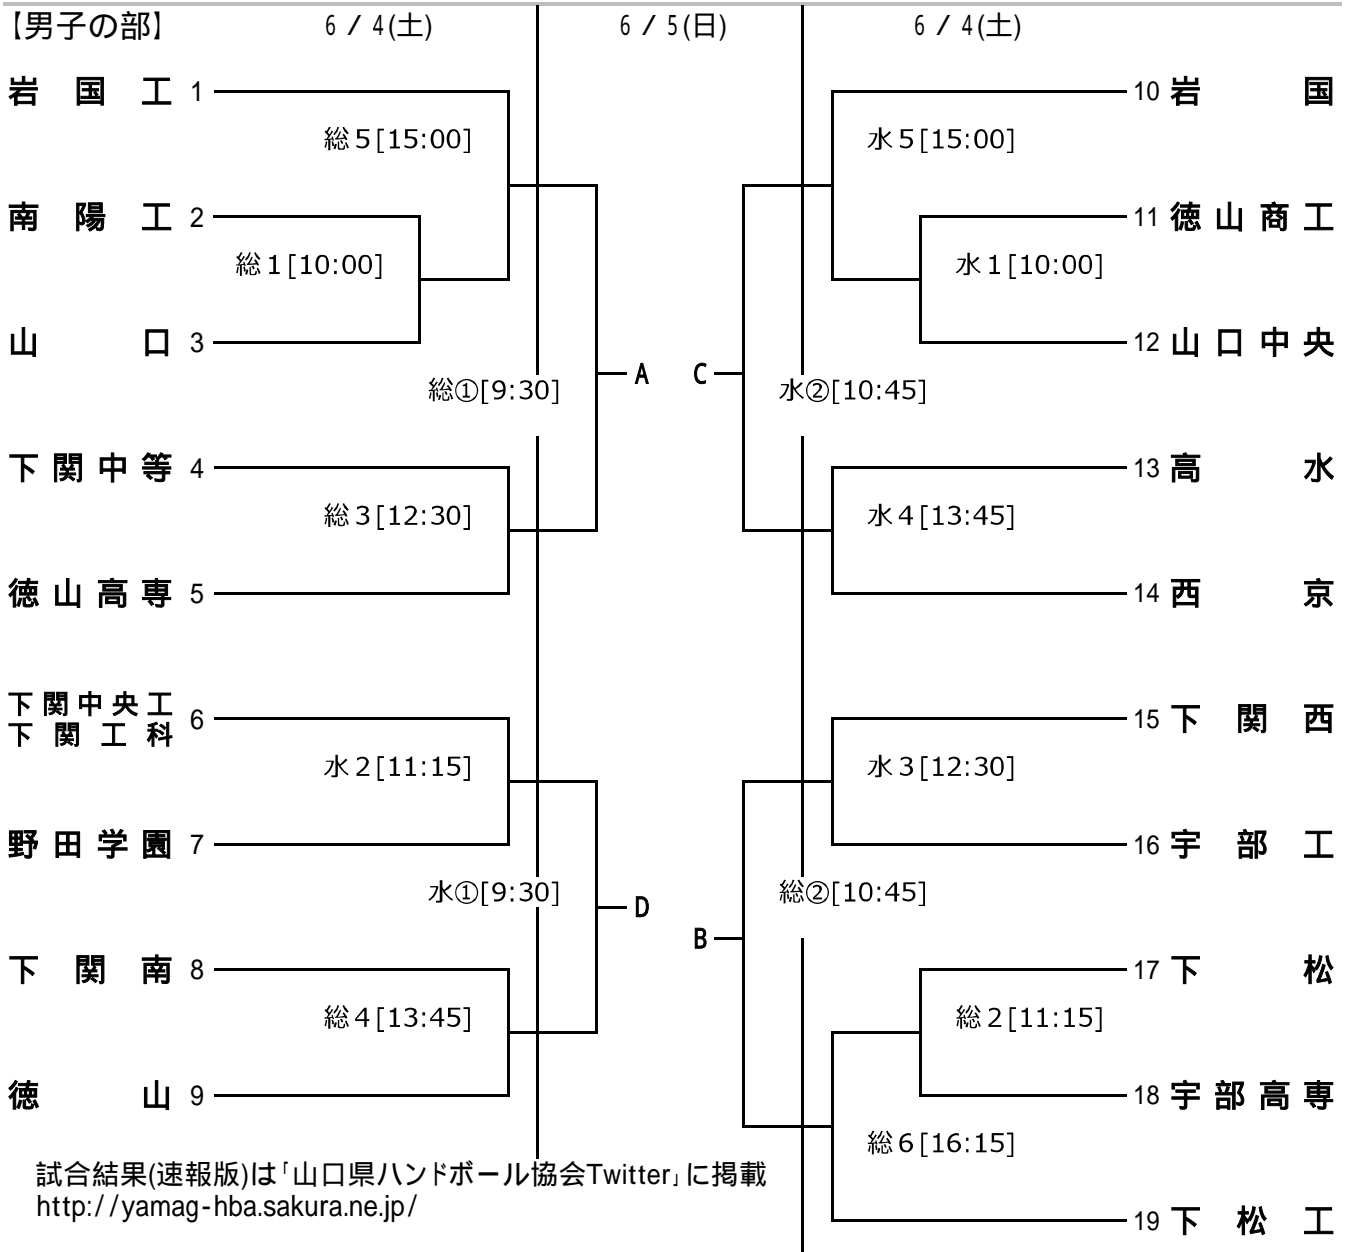 【男子の部】 6 / 4(土) 6 / 5(日) 6 / 4(土)
岩国工 1
総5[15:00]
南陽工 2
総1[10:00]
山口 3
総①[9:30]
A
下関中等 4
総3[12:30]
徳山高専 5
下関中央工
下関工科
6
水2[11:15]
野田学園 7
水①[9:30]
D
下関南 8
総4[13:45]
徳山 9
10 岩国
水5[15:00]
11 徳山商工
水1[10:00]
12 山口中央
C
水②[10:45]
13 高水
水4[13:45]
14 西京
15 下関西
水3[12:30]
16 宇部工
総②[10:45]
B
17 下松
総2[11:15]
18 宇部高専
総6[16:15]
19 下松工
試合結果(速報版)は「山口県ハンドボール協会Twitter」に掲載
http://yamag-hba.sakura.ne.jp/